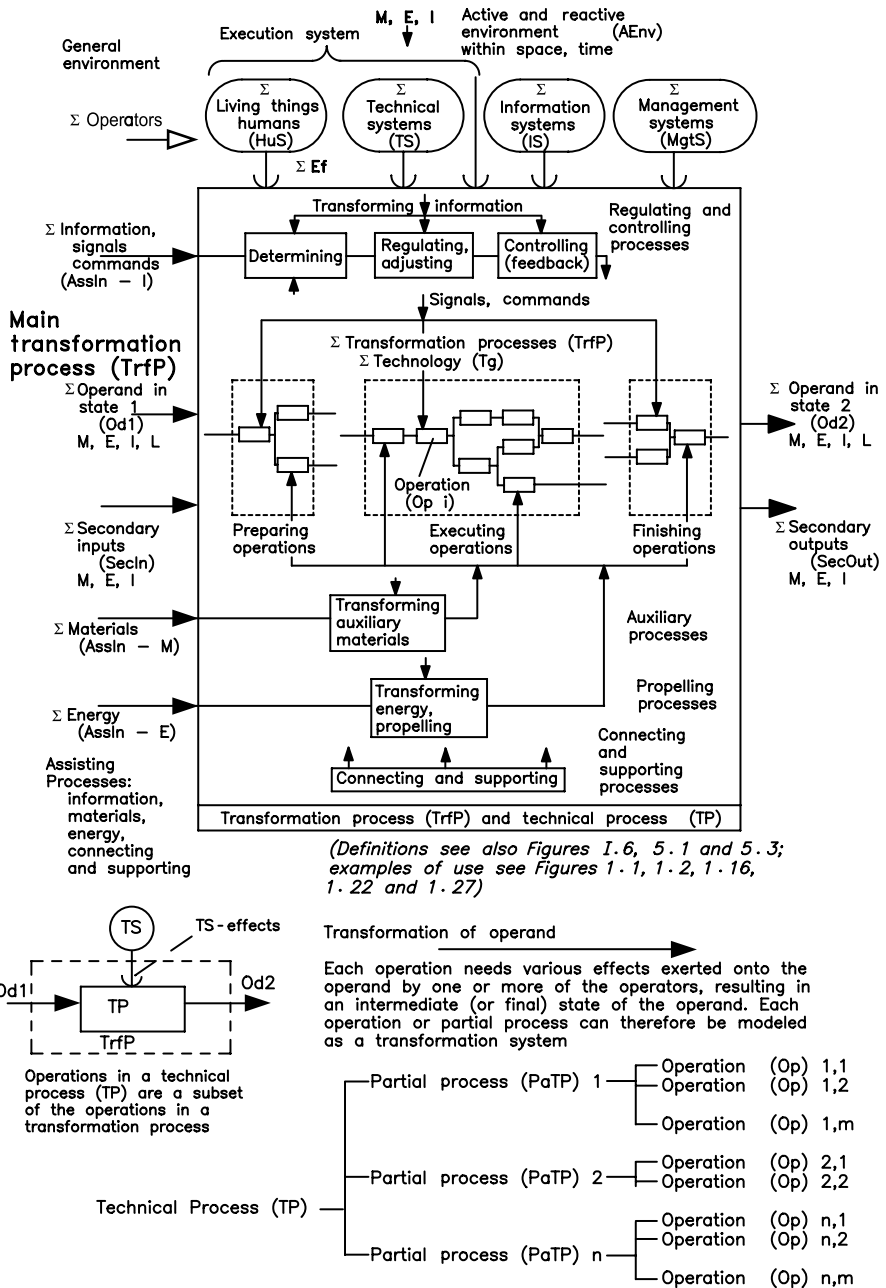 M, E, I
Active and reactive
environment (AEnv)
within space, time
Execution system
General
environment
Σ Operators
Σ
Living things
humans
(HuS)
Σ
Technical
systems
(TS)
Σ
Information
systems
(IS)
Σ
Management
systems
(MgtS)
Σ Ef
Transforming information
Regulating and
controlling
processes
Σ Information,
signals
commands
(AssIn - I)
Determining
Regulating,
adjusting
Controlling
(feedback)
Signals, commands
Main
transformation
process (TrfP)
Σ Transformation processes (TrfP)
Σ Technology (Tg)
Σ Operand in
state 1
(Od1)
M, E, I, L
Σ Operand in
state 2
(Od2)
M, E, I, L
Operation
(Op i)
Σ Secondary
inputs
(SecIn)
M, E, I
Preparing
operations
Executing
operations
Finishing
operations
Σ Secondary
outputs
(SecOut)
M, E, I
Σ Materials
(AssIn - M)
Transforming
auxiliary
materials
Auxiliary
processes
Σ Energy
(AssIn - E)
Transforming
energy,
propelling
Propelling
processes
Assisting
Processes:
information,
materials,
energy,
connecting
and supporting
Connecting and supporting
Connecting
and
supporting
processes
Transformation process (TrfP) and technical process (TP)
(Definitions see also Figures I.6, 5.1 and 5.3;
examples of use see Figures 1.1, 1.2, 1.16,
1.22 and 1.27)
TS
TS-effects
Od1
TP
Od2
TrfP
Operations in a technical
process (TP) are a subset
of the operations in a
transformation process
Transformation of operand
Each operation needs various effects exerted onto the
operand by one or more of the operators, resulting in
an intermediate (or final) state of the operand. Each
operation or partial process can therefore be modeled
as a transformation system
Technical Process (TP)
Partial process (PaTP) 1
Operation (Op) 1,1
Operation (Op) 1,2
Operation (Op) 1,m
Partial process (PaTP) 2
Operation (Op) 2,1
Operation (Op) 2,2
Partial process (PaTP) n
Operation (Op) n,1
Operation (Op) n,2
Operation (Op) n,m